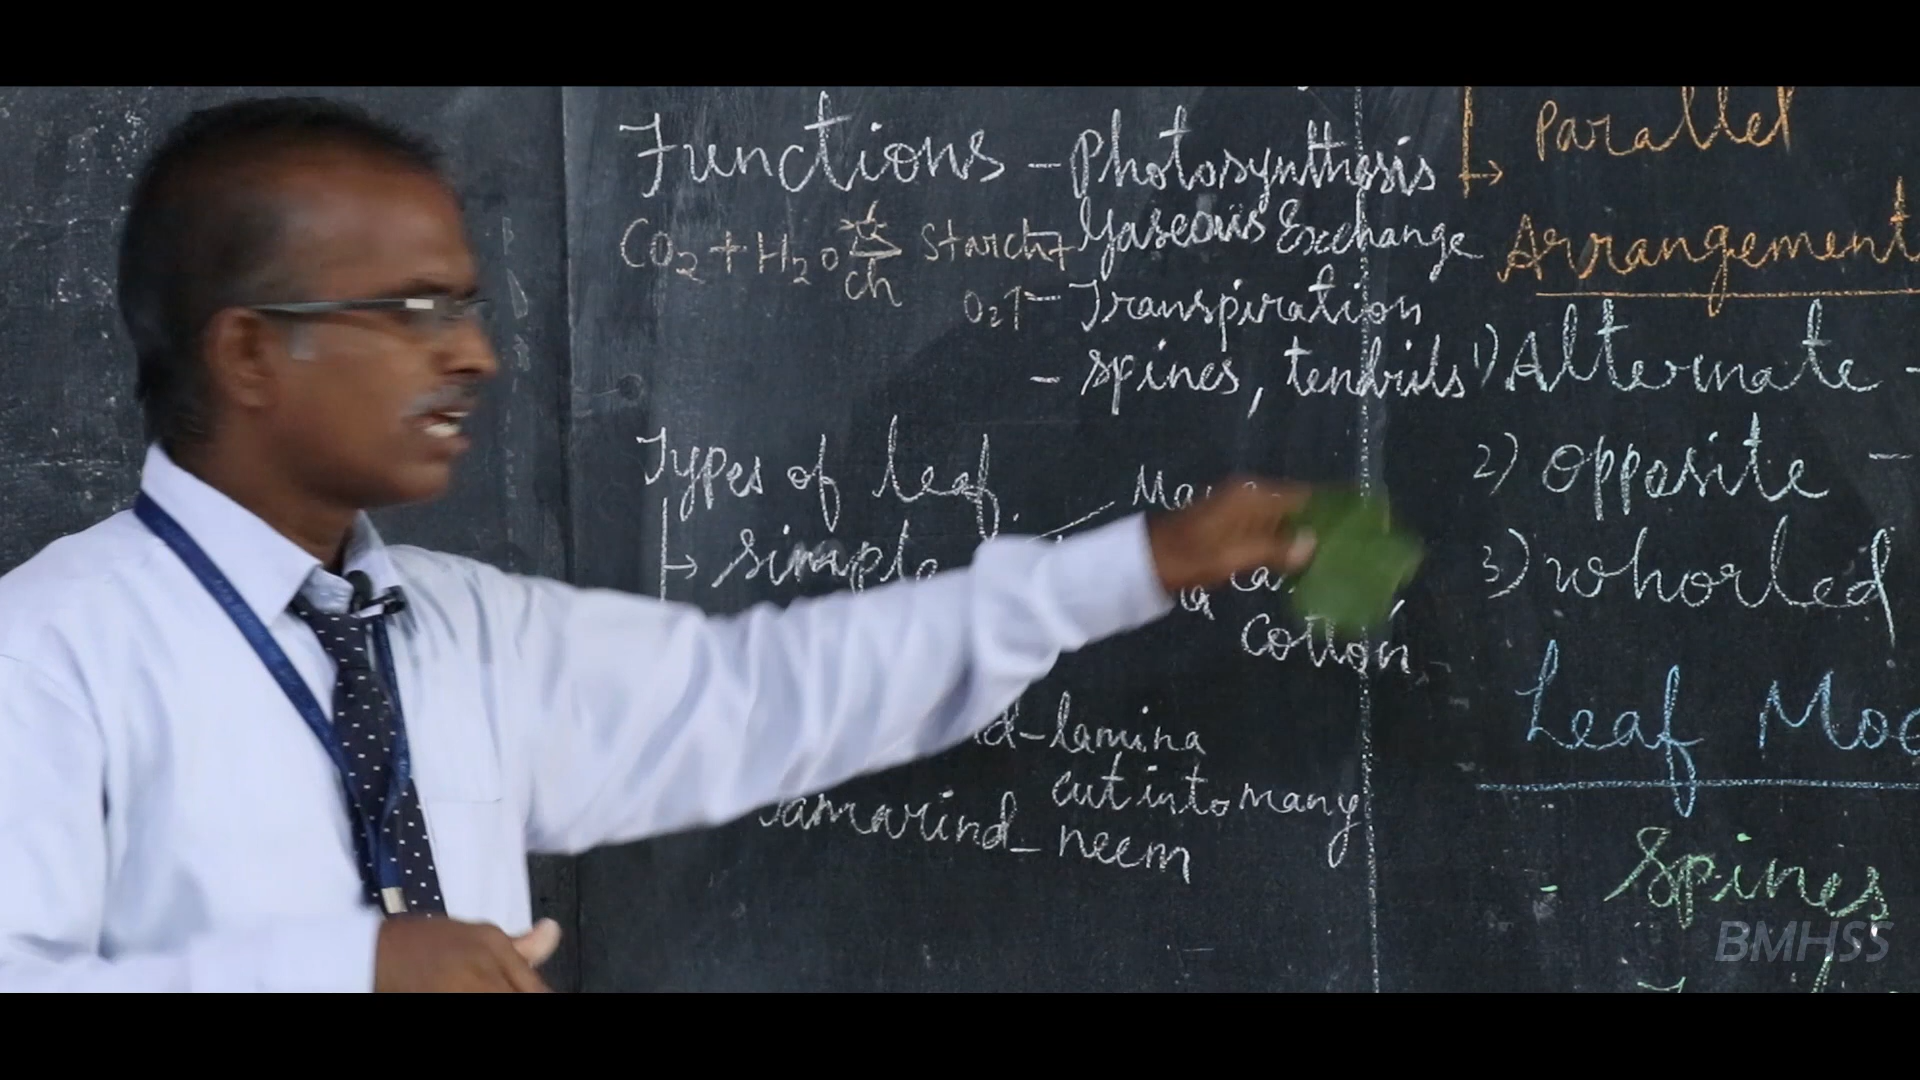 Functions - Photosynthesis
CO2 + H2O ch Starch +
- Gaseous Exchange
O2↑ - Transpiration
- spines, tendrils
Types of leaf
→ simple
cotton
lamina
cut into many
Tamarind - neem
→ Parallel
Arrangement
1) Alternate -
2) opposite -
3) whorled
Leaf
Spines
BMHSS